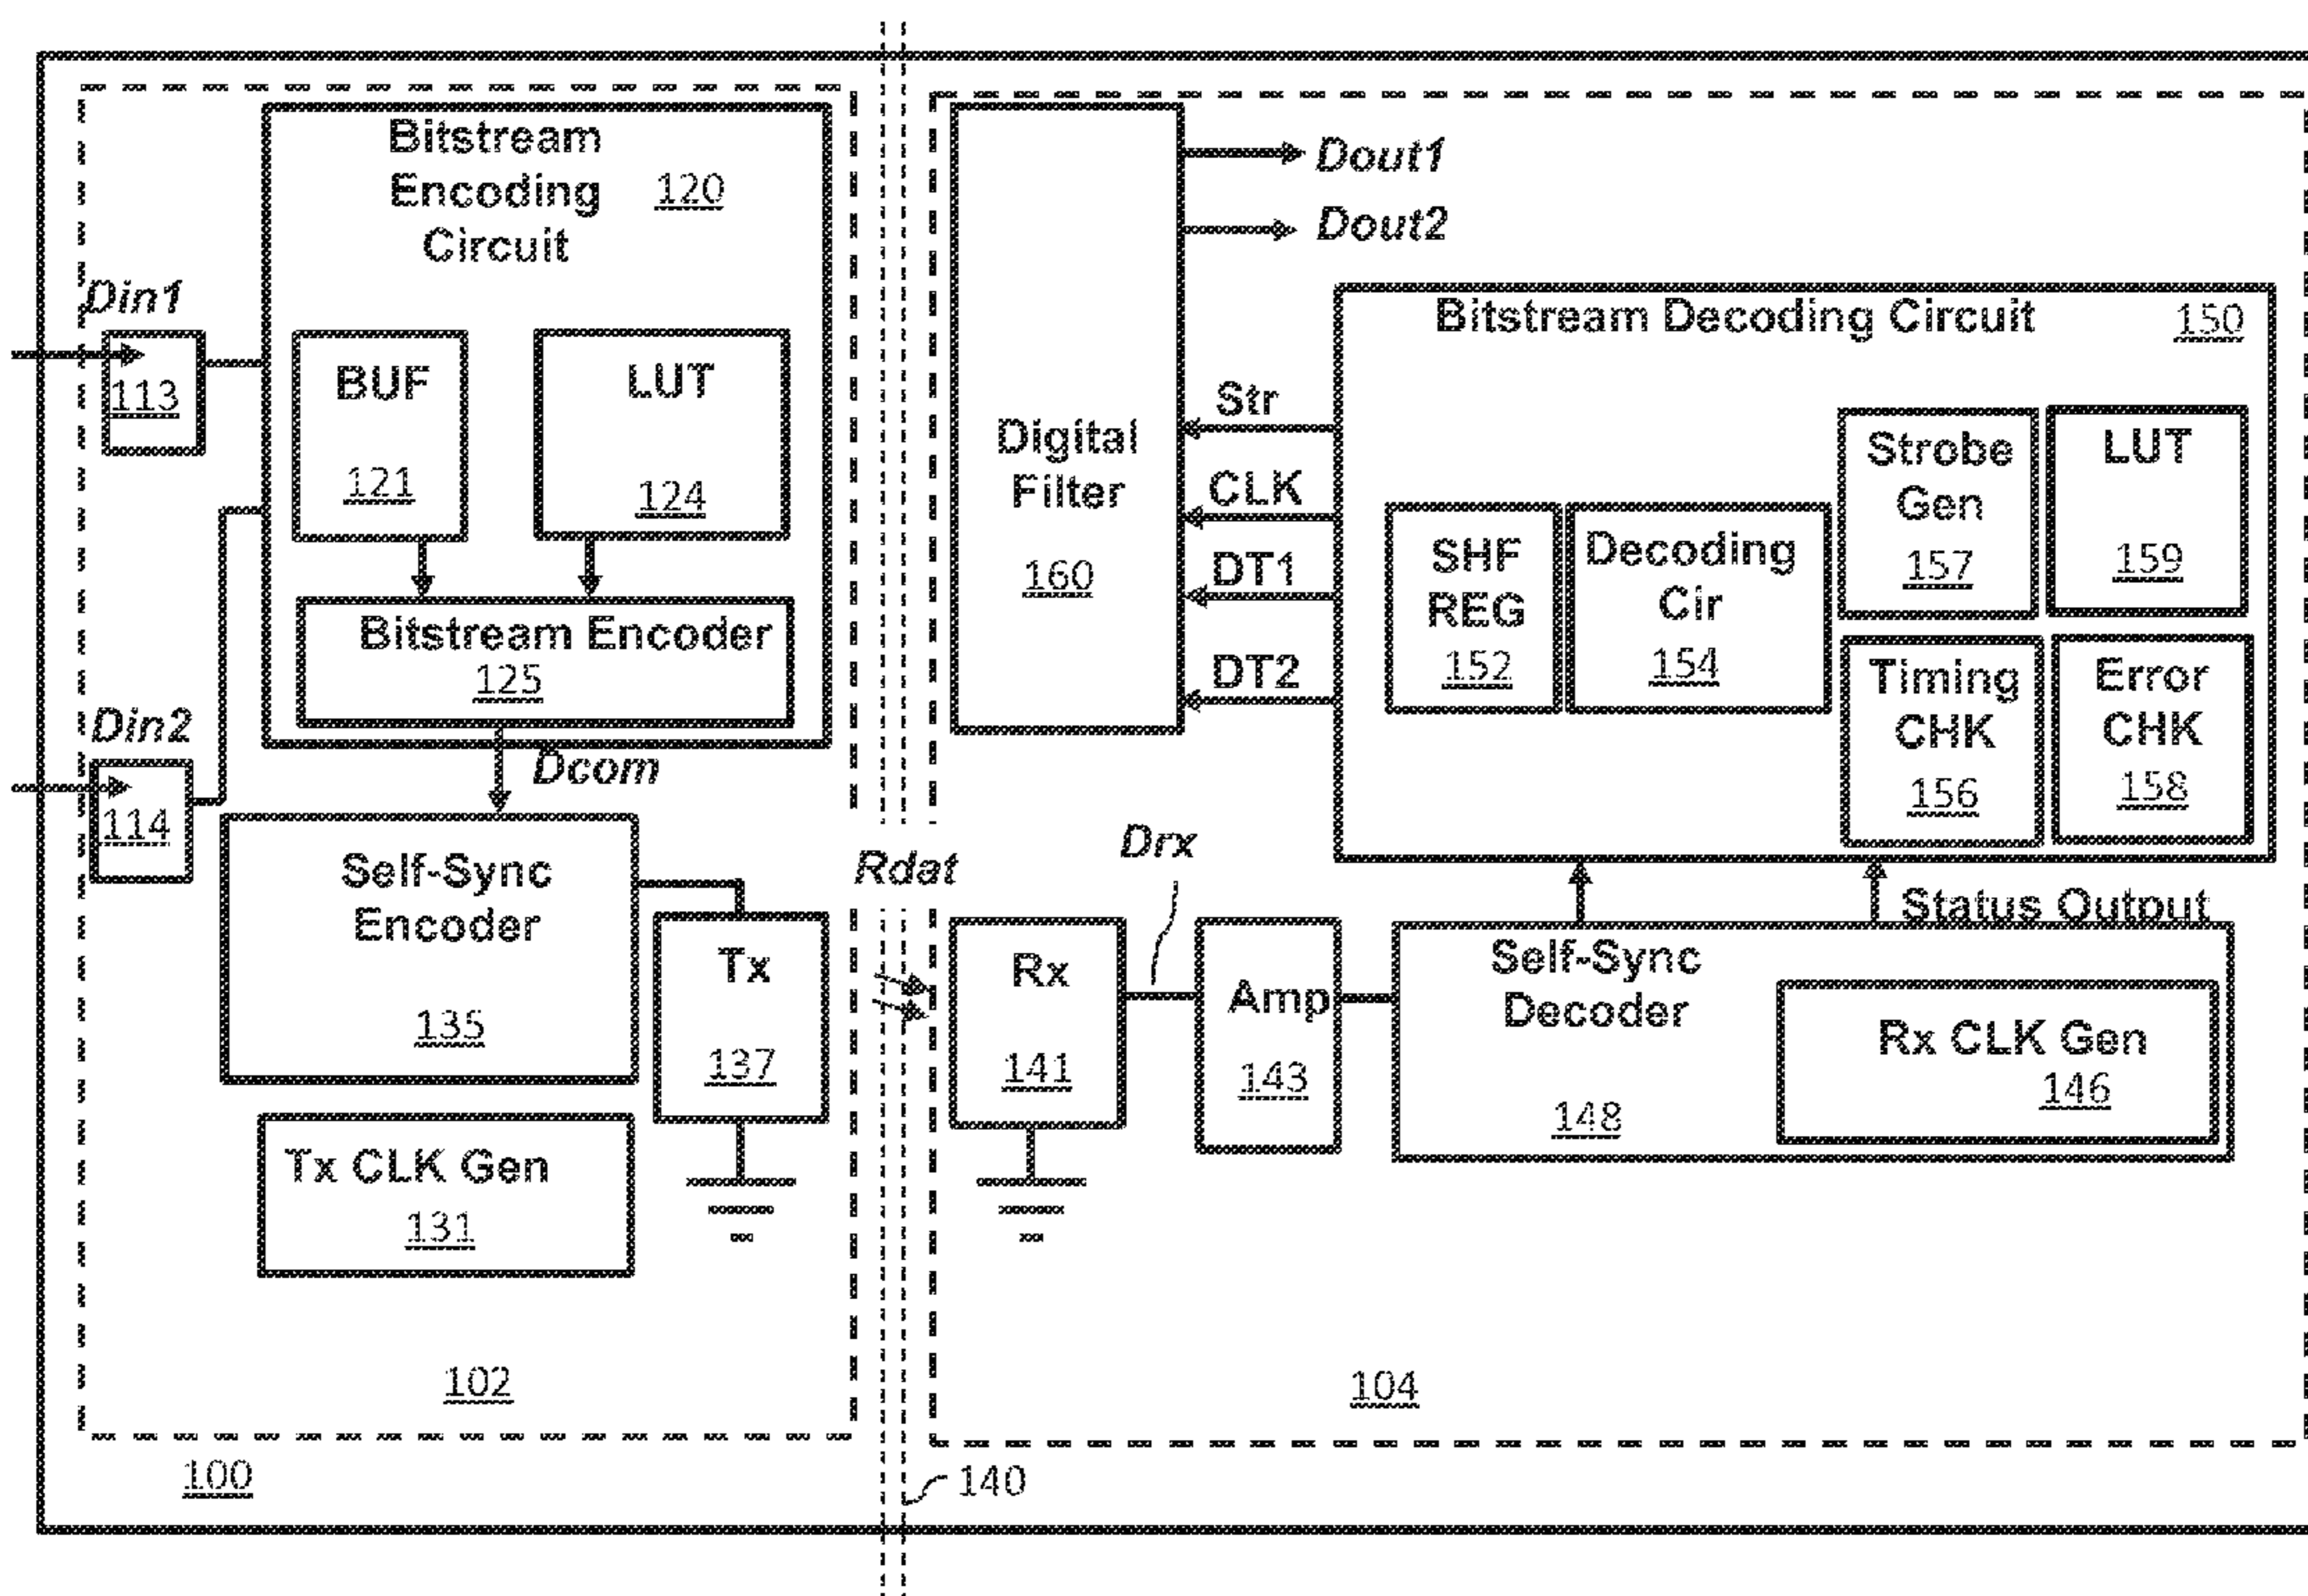 Bitstream
Encoding
Circuit
120
Din1
113
BUF
121
LUT
124
Bitstream Encoder
125
Din2
114
Dcom
Self-Sync
Encoder
135
Tx
137
Tx CLK Gen
131
102
100
Rdat
140
Digital
Filter
160
Dout1
Dout2
Str
CLK
DT1
DT2
Bitstream Decoding Circuit
150
SHF
REG
152
Decoding
Cir
154
Strobe
Gen
157
LUT
159
Timing
CHK
156
Error
CHK
158
Drx
Status Output
Rx
141
Amp
143
Self-Sync
Decoder
148
Rx CLK Gen
146
104